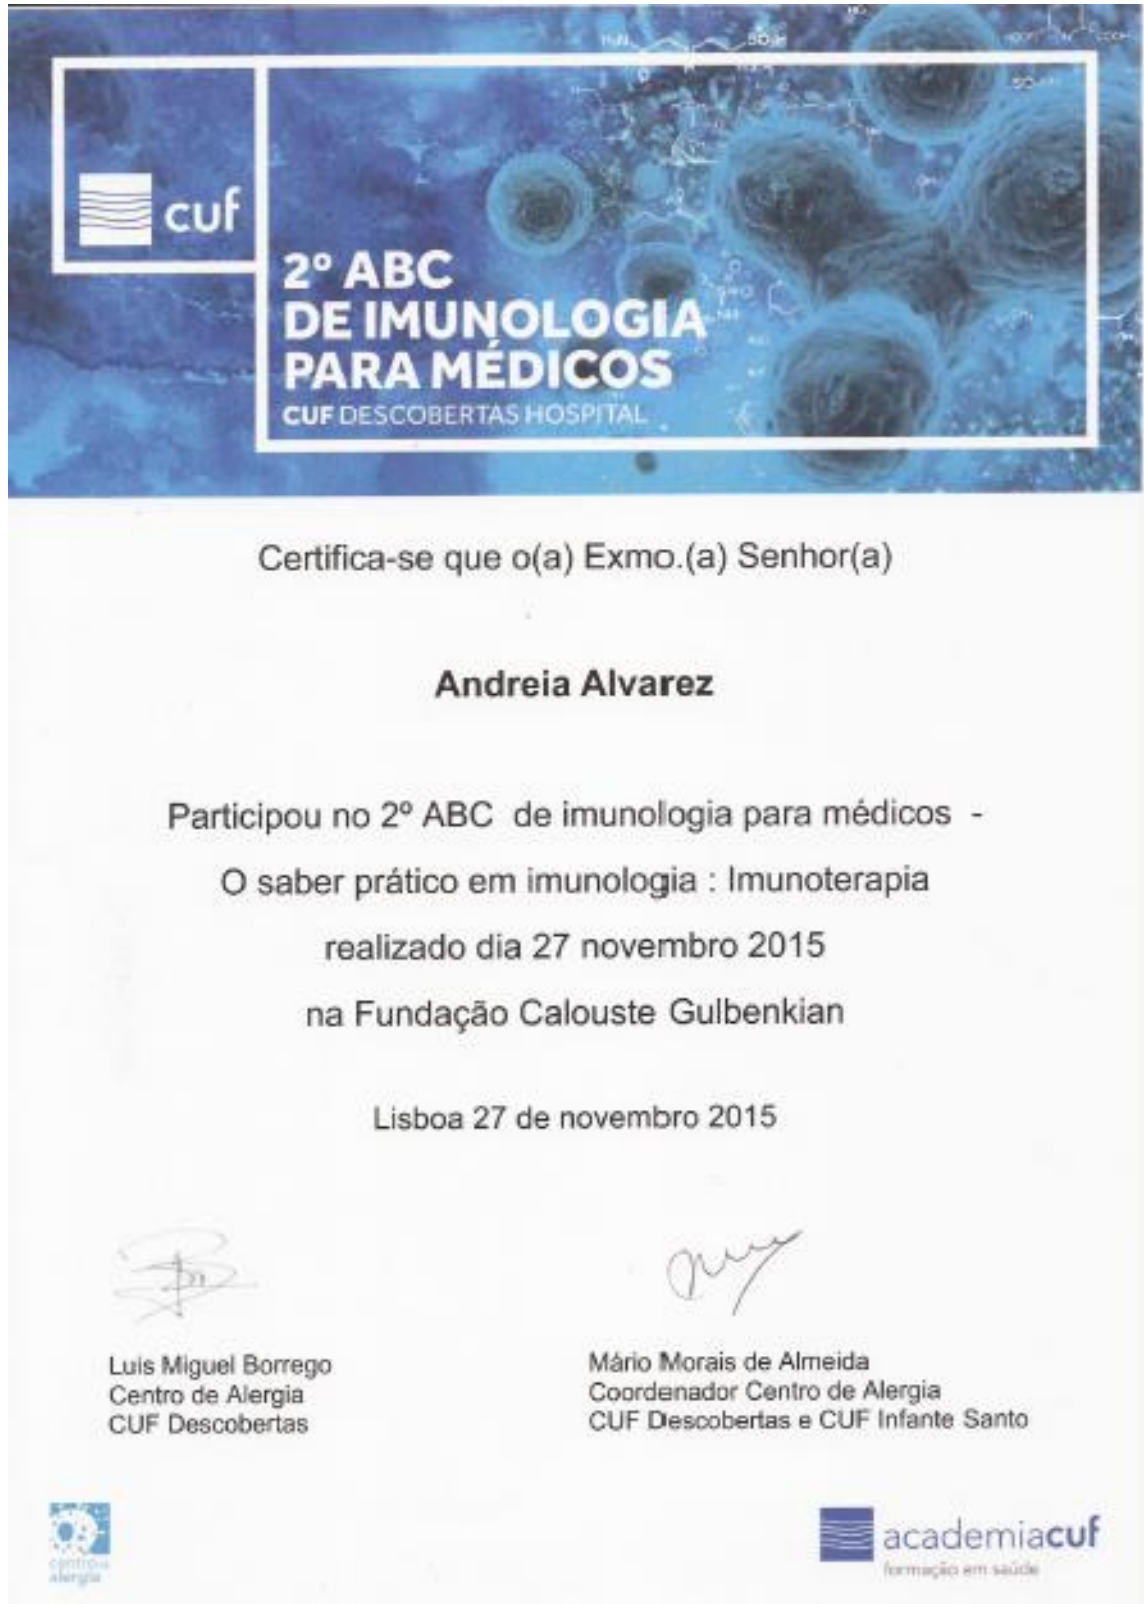 cuf
2º ABC
DE IMUNOLOGIA
PARA MÉDICOS
CUF DESCOBERTAS HOSPITAL
Certifica-se que o(a) Exmo.(a) Senhor(a)
Andreia Alvarez
Participou no 2º ABC de imunologia para médicos -
O saber prático em imunologia : Imunoterapia
realizado dia 27 novembro 2015
na Fundação Calouste Gulbenkian
Lisboa 27 de novembro 2015
Luis Miguel Borrego
Centro de Alergia
CUF Descobertas
Mário Morais de Almeida
Coordenador Centro de Alergia
CUF Descobertas e CUF Infante Santo
centro de
alergia
academiacuf
formação em saúde